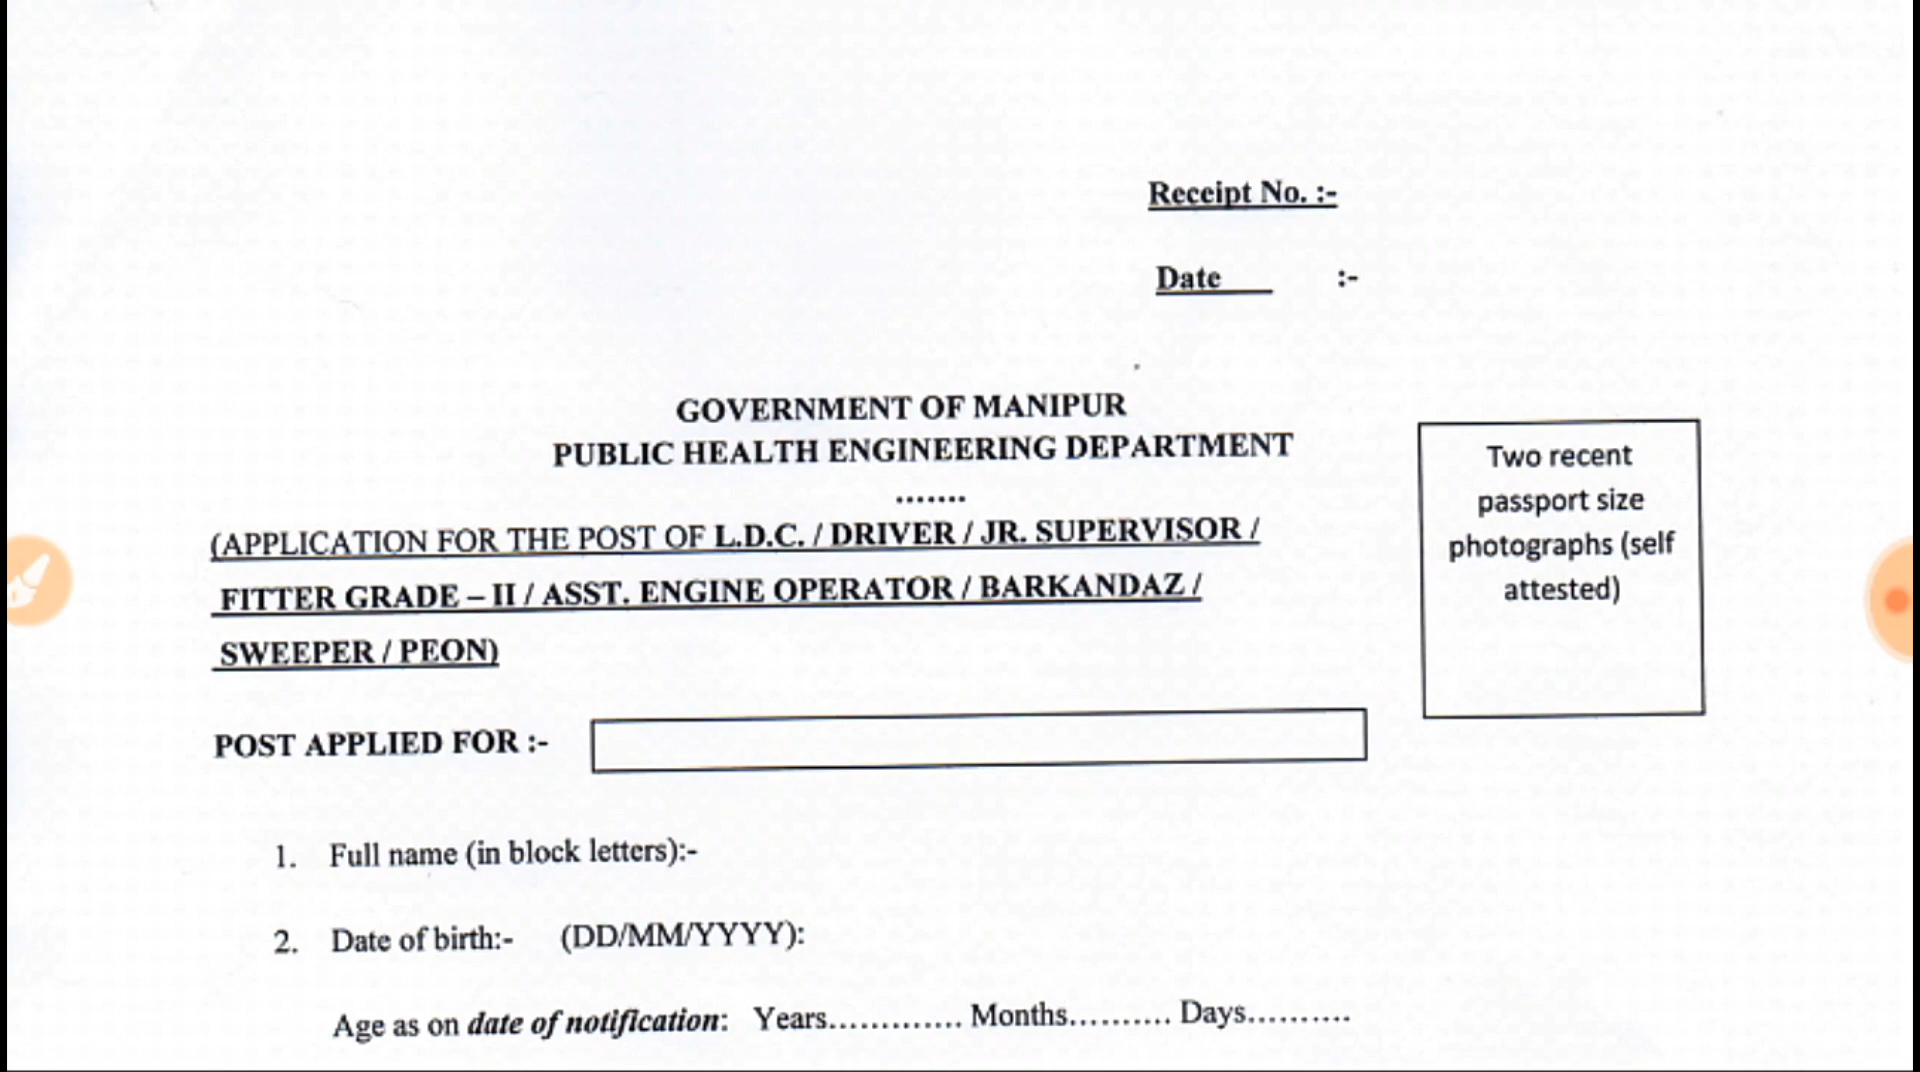 Receipt No. :-
Date :-
GOVERNMENT OF MANIPUR
PUBLIC HEALTH ENGINEERING DEPARTMENT
.......
(APPLICATION FOR THE POST OF L.D.C. / DRIVER / JR. SUPERVISOR /
FITTER GRADE – II / ASST. ENGINE OPERATOR / BARKANDAZ /
SWEEPER / PEON)
Two recent
passport size
photographs (self
attested)
POST APPLIED FOR :-
1. Full name (in block letters):-
2. Date of birth:- (DD/MM/YYYY):
Age as on date of notification: Years............. Months.......... Days..........